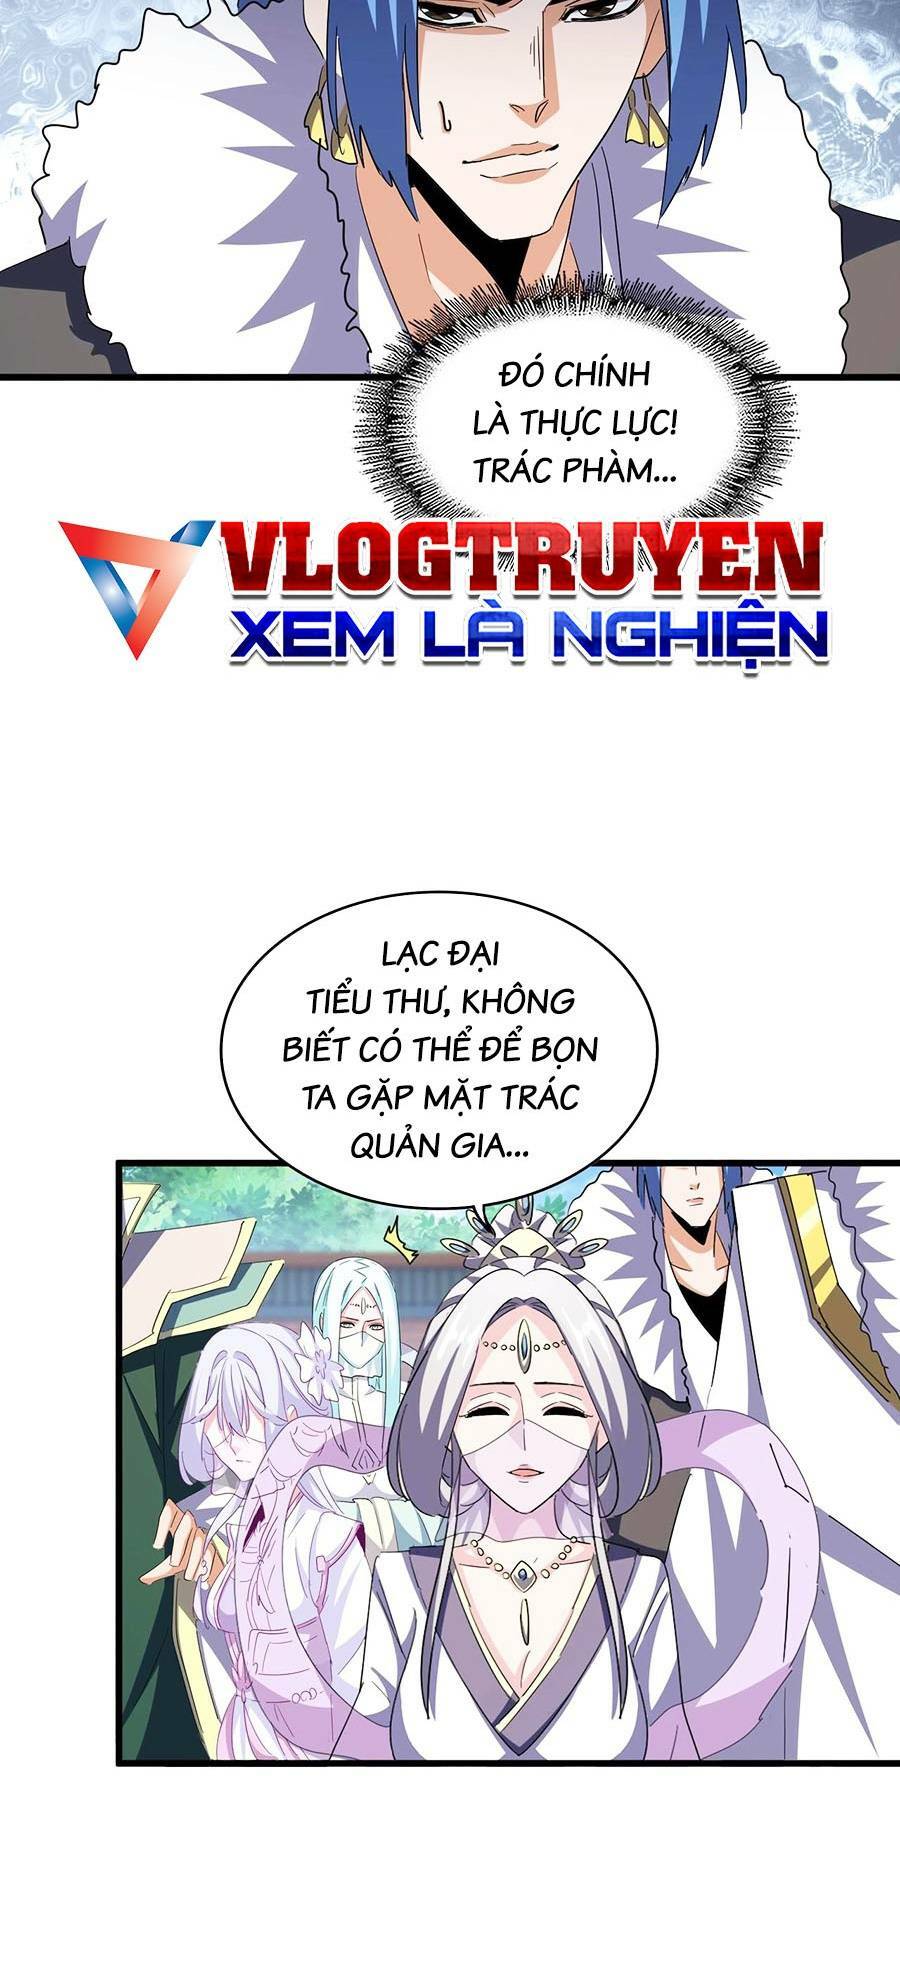 ĐÓ CHÍNH
LÀ THỰC LỰC!
TRÁC PHÀM...
VLOGTRUYEN
XEM LÀ NGHIỆN
LẠC ĐẠI
TIỂU THƯ, KHÔNG
BIẾT CÓ THỂ ĐỂ BỌN
TA GẶP MẶT TRÁC
QUẢN GIA...